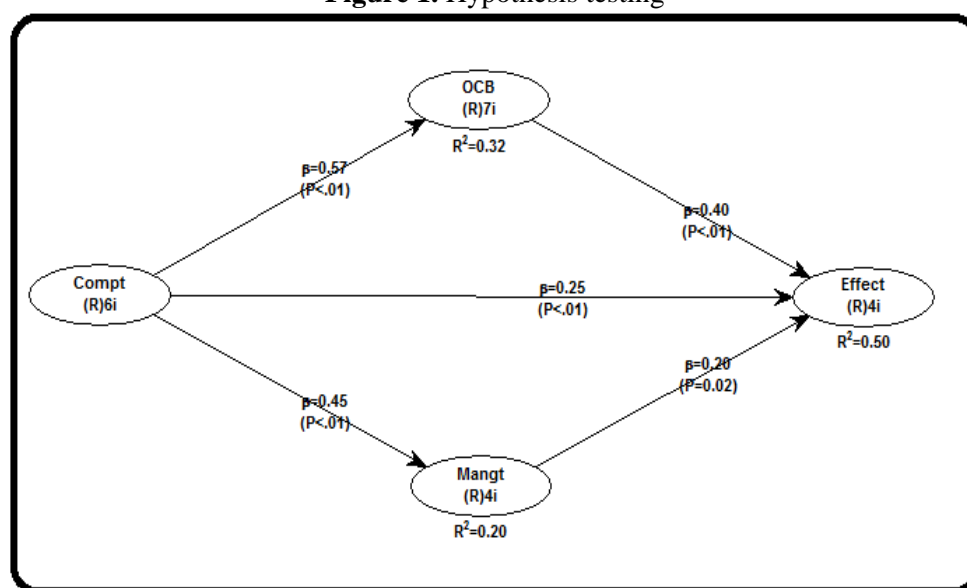 Figure 1. Hypothesis testing
OCB
(R)7i
R²=0.32
β=0.57
(P<.01)
β=0.40
(P<.01)
Compt
(R)6i
β=0.25
(P<.01)
Effect
(R)4i
R²=0.50
β=0.45
(P<.01)
β=0.20
(P=0.02)
Mangt
(R)4i
R²=0.20